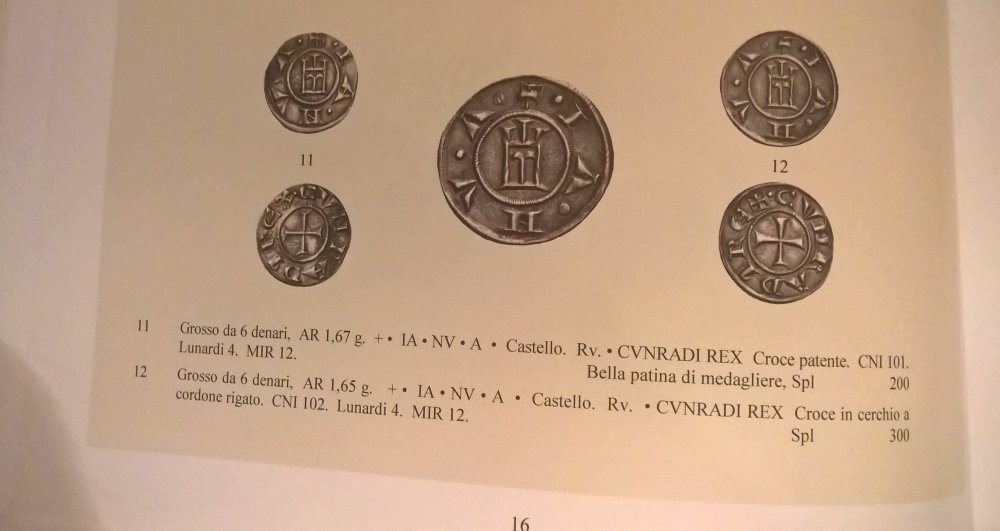 11
12
11 Grosso da 6 denari, AR 1,67 g. + • IA • NV • A • Castello. Rv. • CVNRADI REX Croce patente. CNI 101.
Lunardi 4. MIR 12. Bella patina di medagliere, Spl 200
12 Grosso da 6 denari, AR 1,65 g. + • IA • NV • A • Castello. Rv. • CVNRADI REX Croce in cerchio a
cordone rigato. CNI 102. Lunardi 4. MIR 12. Spl 300
16